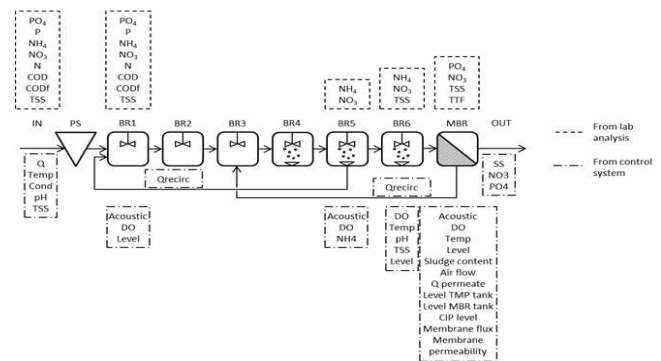 PO₄
P
NH₄
NO₃
N
COD
CODf
TSS
PO₄
P
NH₄
NO₃
N
COD
CODf
TSS
NH₄
NO₃
NH₄
NO₃
TSS
PO₄
NO₃
TSS
TTF
IN
PS
BR1
BR2
BR3
BR4
BR5
BR6
MBR
OUT
From lab
analysis
From control
system
Q
Temp
Cond
pH
TSS
Qrecirc
Qrecirc
SS
NO3
PO4
Acoustic
DO
Level
Acoustic
DO
NH4
DO
Temp
pH
TSS
Level
Acoustic
DO
Temp
Level
Sludge content
Air flow
Q permeate
Level TMP tank
Level MBR tank
CIP level
Membrane flux
Membrane
permeability